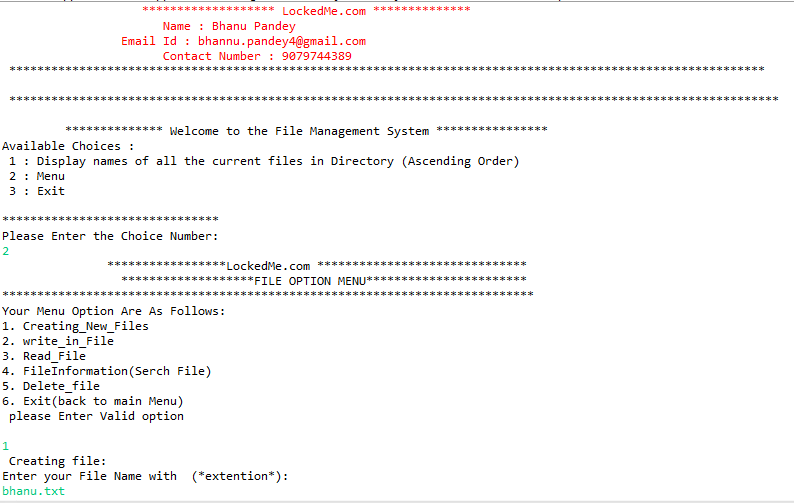 ******************* LockedMe.com **************
Name : Bhanu Pandey
Email Id : bhannu.pandey4@gmail.com
Contact Number : 9079744389
************************************************************************************************************
**************************************************************************************************************
************** Welcome to the File Management System ****************
Available Choices :
1 : Display names of all the current files in Directory (Ascending Order)
2 : Menu
3 : Exit
*******************************
Please Enter the Choice Number:
2
*****************LockedMe.com ******************************
*******************FILE OPTION MENU***********************
****************************************************************************
Your Menu Option Are As Follows:
1. Creating_New_Files
2. write_in_File
3. Read_File
4. FileInformation(Serch File)
5. Delete_file
6. Exit(back to main Menu)
please Enter Valid option
1
Creating file:
Enter your File Name with  (*extention*):
bhanu.txt